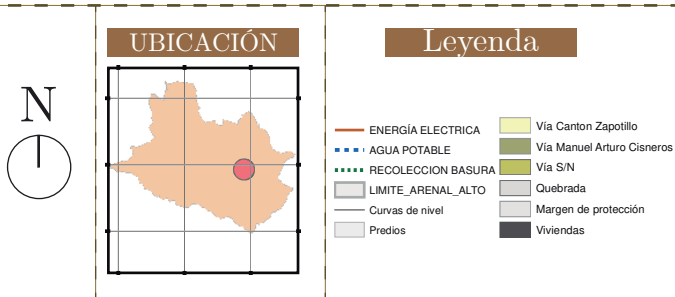 UBICACIÓN
Leyenda
N
ENERGÍA ELECTRICA
AGUA POTABLE
RECOLECCION BASURA
LIMITE_ARENAL_ALTO
Curvas de nivel
Predios
Vía Canton Zapotillo
Vía Manuel Arturo Cisneros
Vía S/N
Quebrada
Margen de protección
Viviendas